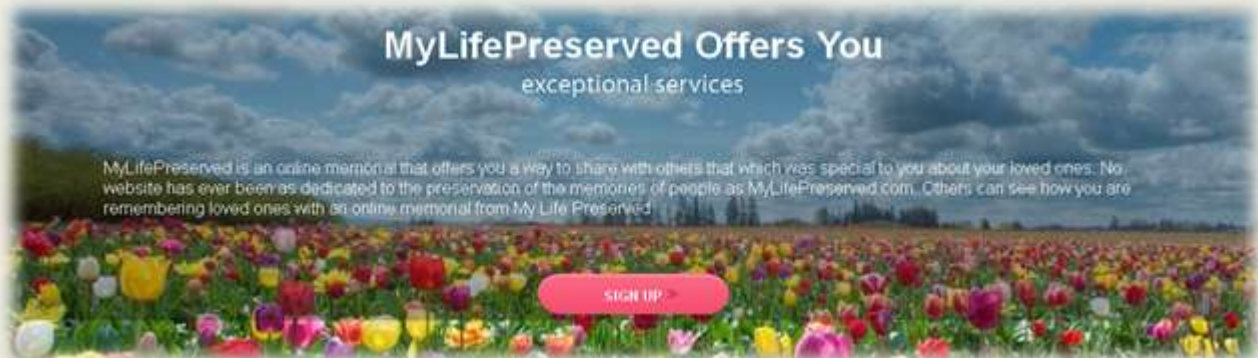 MyLifePreserved Offers You
exceptional services
MyLifePreserved is an online memorial that offers you a way to share with others that which was special to you about your loved ones. No
website has ever been as dedicated to the preservation of the memories of people as MyLifePreserved.com. Others can see how you are
remembering loved ones with an online memorial from My Life Preserved
SIGN UP >